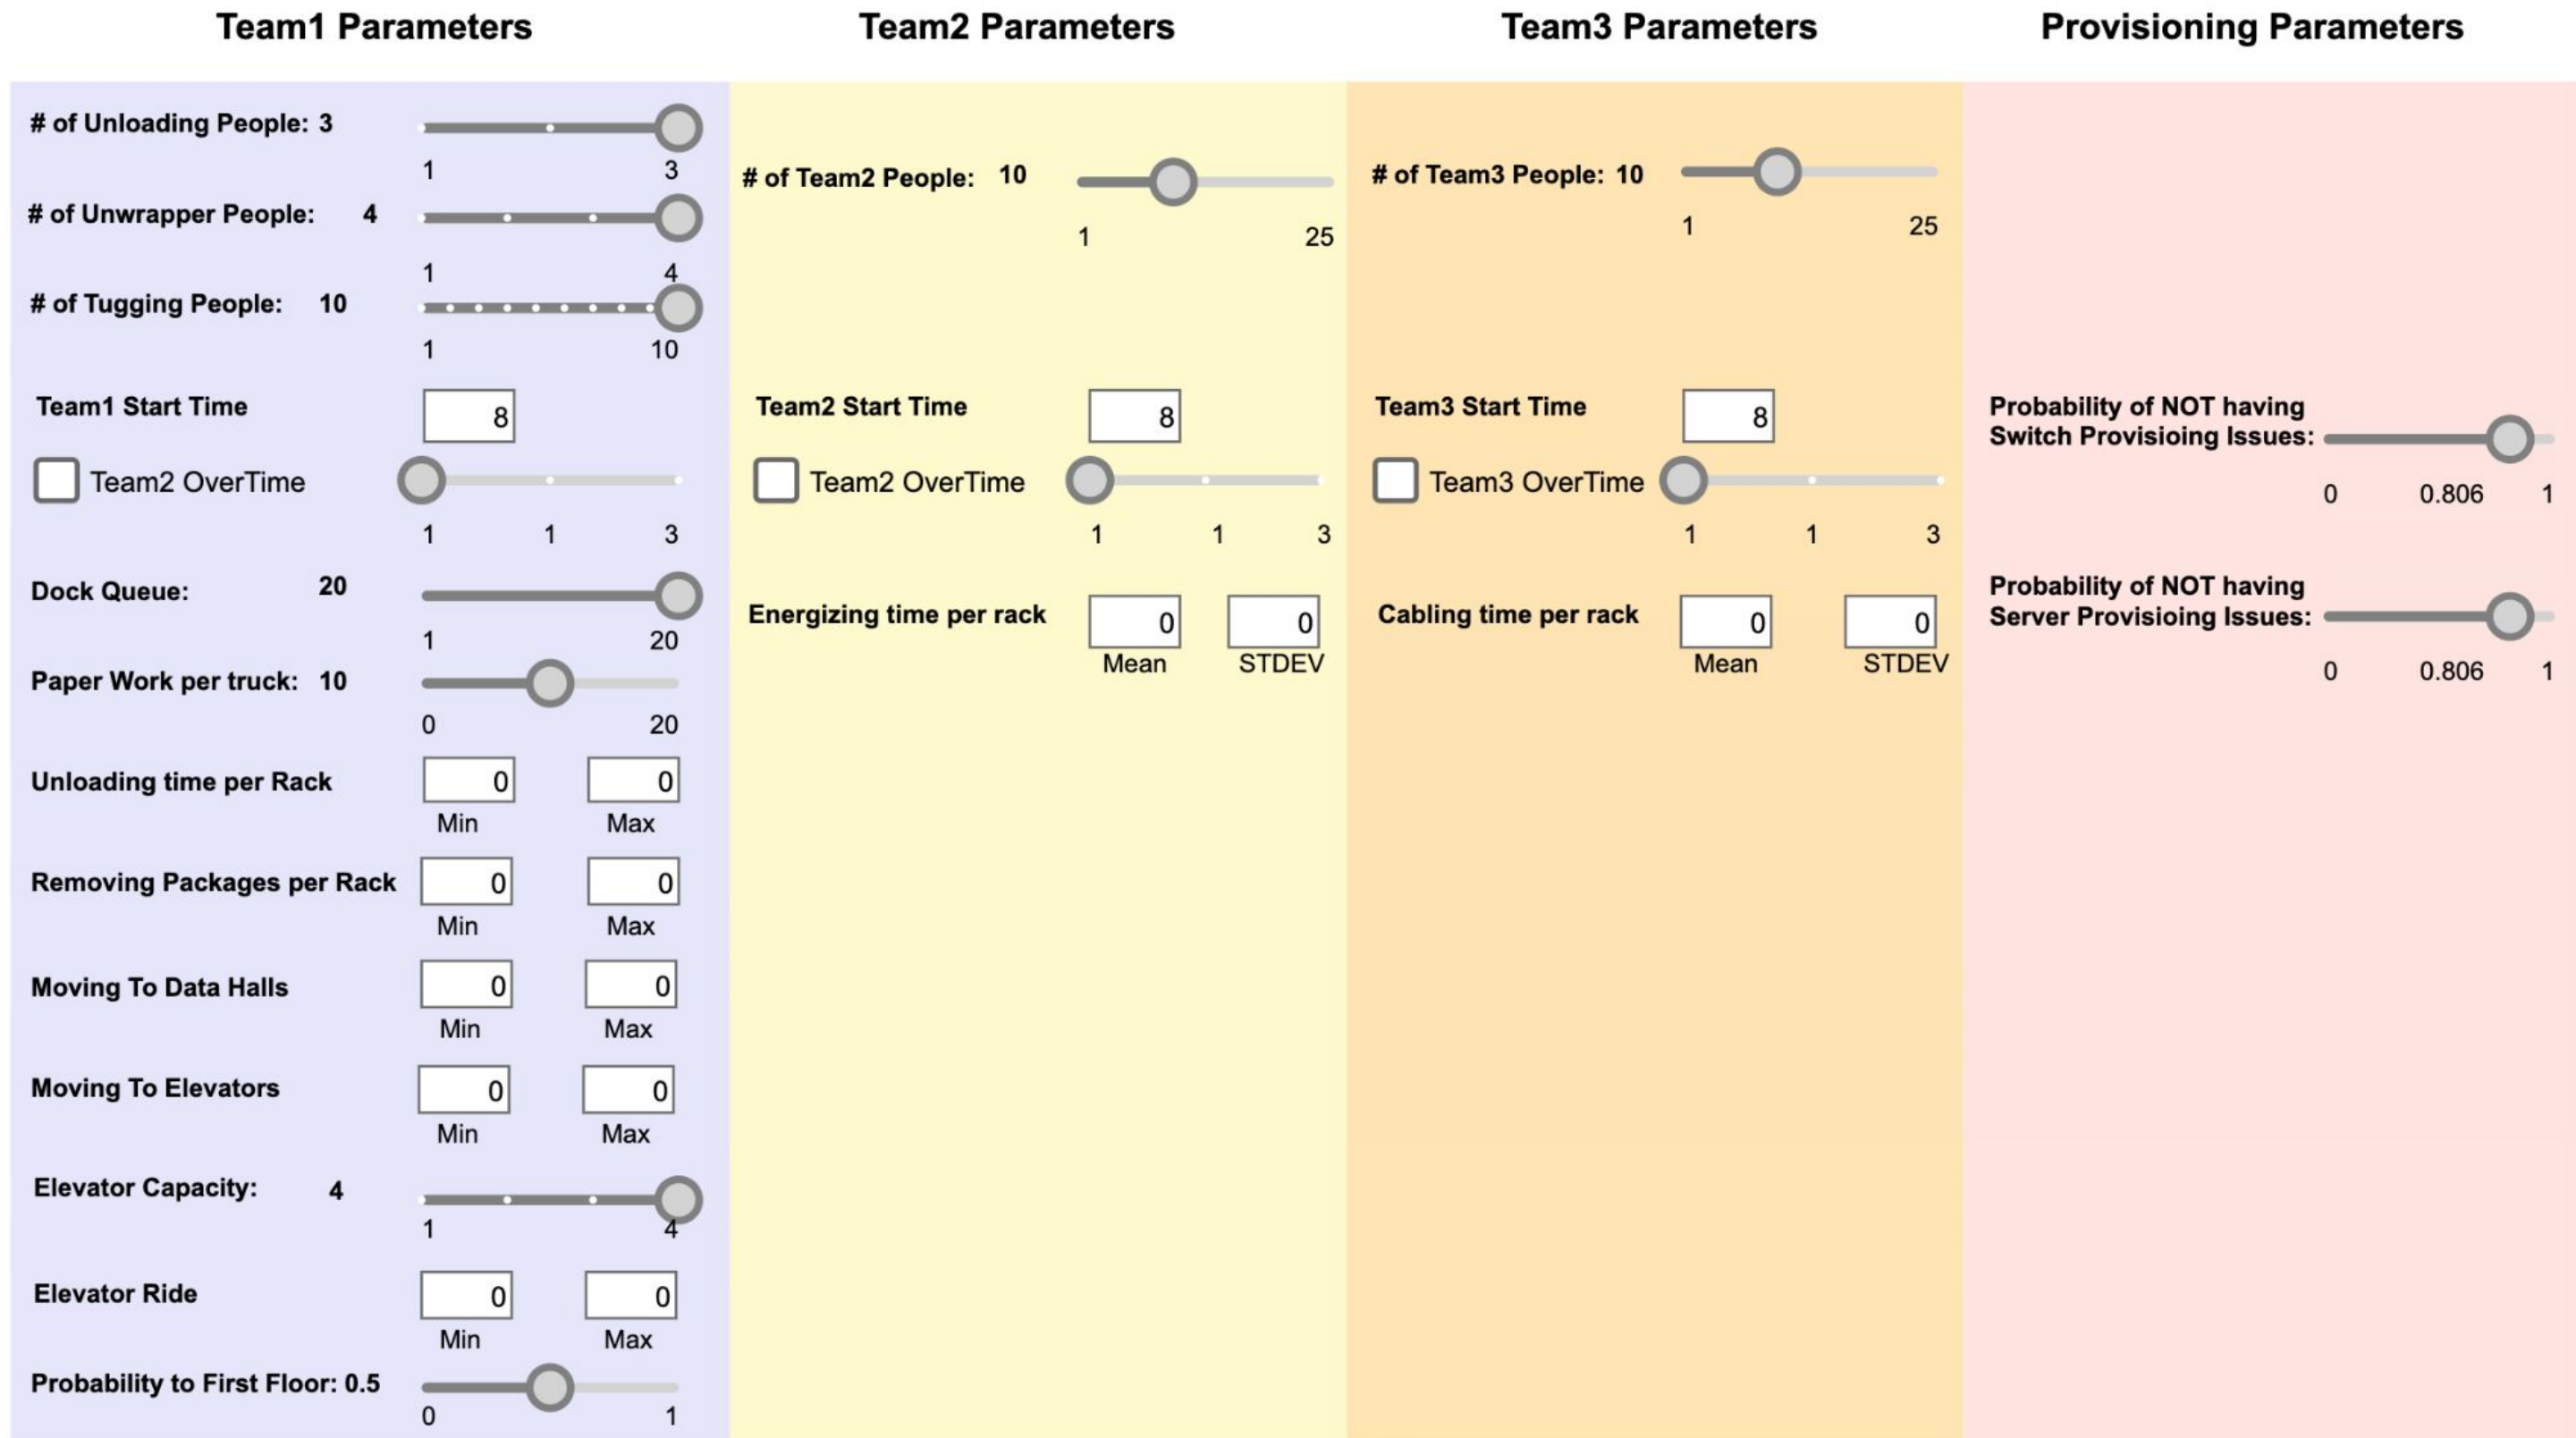 Team1 Parameters
# of Unloading People: 3
1 3
# of Unwrapper People: 4
1 4
# of Tugging People: 10
1 10
Team1 Start Time 8
Team2 OverTime
1 1 3
Dock Queue: 20
1 20
Paper Work per truck: 10
0 20
Unloading time per Rack 0 0
Min Max
Removing Packages per Rack 0 0
Min Max
Moving To Data Halls 0 0
Min Max
Moving To Elevators 0 0
Min Max
Elevator Capacity: 4
1 4
Elevator Ride 0 0
Min Max
Probability to First Floor: 0.5
0 1
Team2 Parameters
# of Team2 People: 10
1 25
Team2 Start Time 8
Team2 OverTime
1 1 3
Energizing time per rack 0 0
Mean STDEV
Team3 Parameters
# of Team3 People: 10
1 25
Team3 Start Time 8
Team3 OverTime
1 1 3
Cabling time per rack 0 0
Mean STDEV
Provisioning Parameters
Probability of NOT having
Switch Provisioing Issues:
0 0.806 1
Probability of NOT having
Server Provisioing Issues:
0 0.806 1